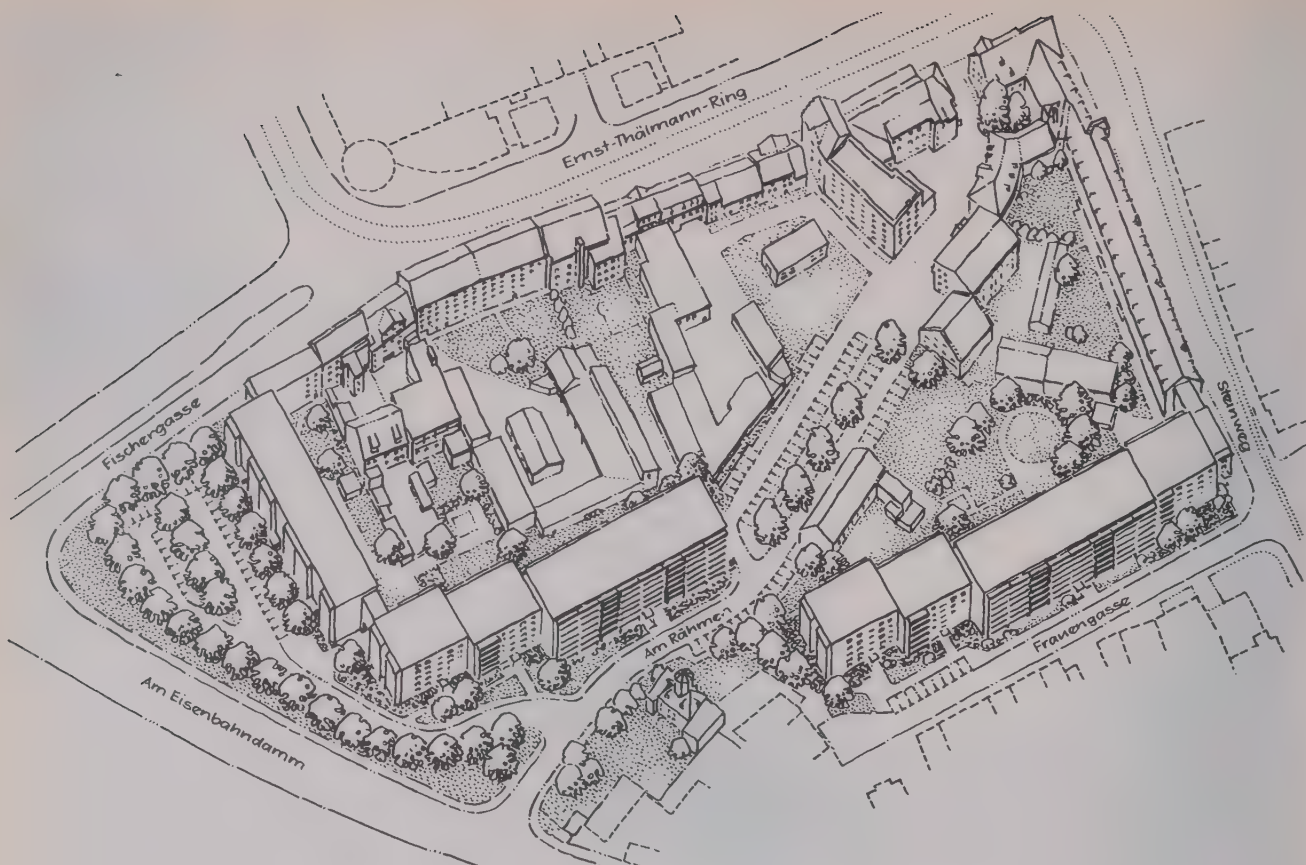 Ernst-Thälmann-Ring
Fischergasse
Steinweg
Am Rähmen
Frauengasse
Am Eisenbahndamm